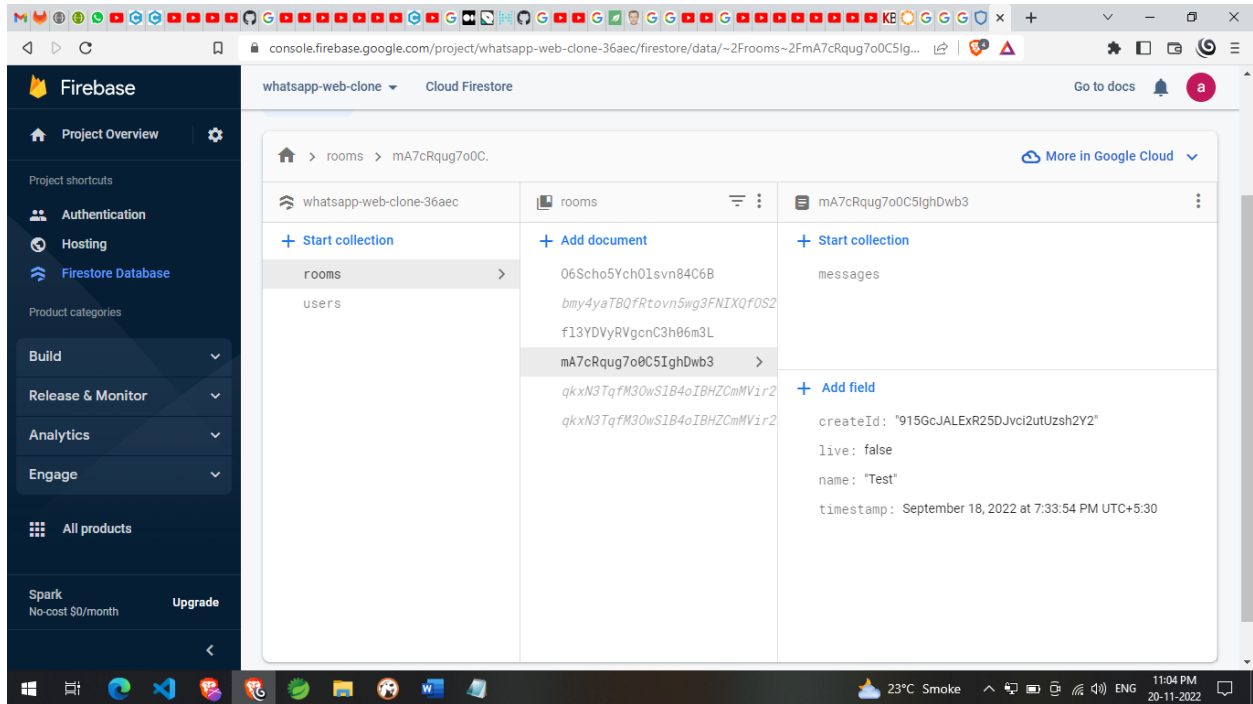 console.firebase.google.com/project/whatsapp-web-clone-36aec/firestore/data/~2Frooms~2FmA7cRqug7o0C5Ig...
Firebase
whatsapp-web-clone
Cloud Firestore
Go to docs
a
Project Overview
Project shortcuts
Authentication
Hosting
Firestore Database
Product categories
Build
Release & Monitor
Analytics
Engage
All products
Spark
No-cost $0/month
Upgrade
> rooms > mA7cRqug7o0C.
More in Google Cloud
whatsapp-web-clone-36aec
+ Start collection
rooms
users
rooms
+ Add document
O6Scho5YchOlsvn84C6B
bmy4yaTBQfRtovn5wg3FNIXQfOS2
fl3YDVyRVgcnC3h06m3L
mA7cRqug7o0C5IghDwb3
qkxN3TqfM3OwSlB4oIBHZCmMVir2
qkxN3TqfM3OwSlB4oIBHZCmMVir2
mA7cRqug7o0C5IghDwb3
+ Start collection
messages
+ Add field
createId: "915GcJALExR25DJvci2utUzsh2Y2"
live: false
name: "Test"
timestamp: September 18, 2022 at 7:33:54 PM UTC+5:30
23°C Smoke
ENG
11:04 PM
20-11-2022